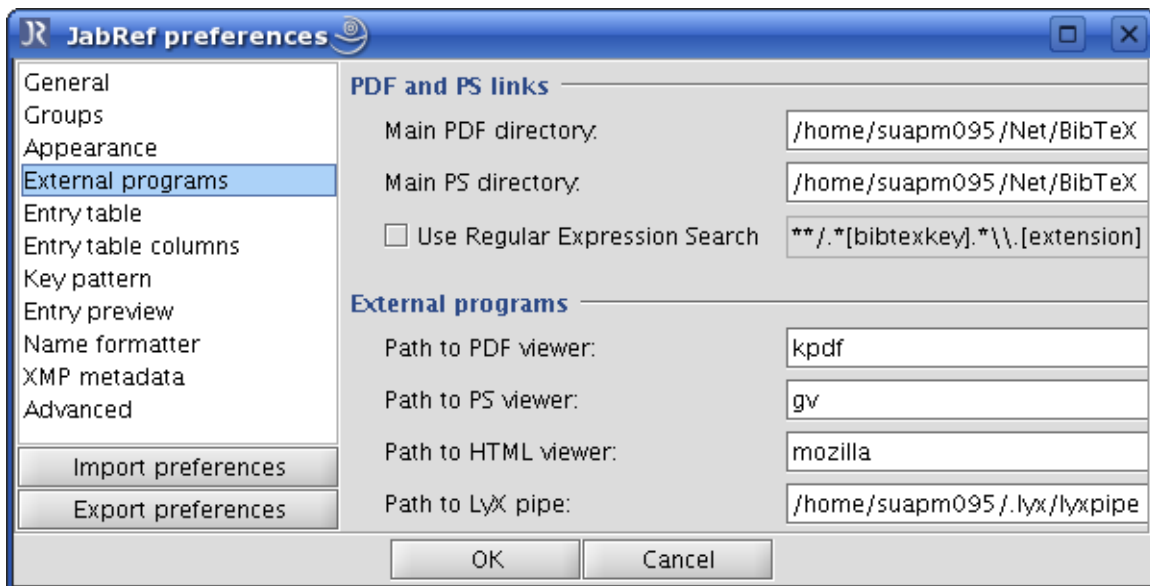 JR JabRef preferences
General
Groups
Appearance
External programs
Entry table
Entry table columns
Key pattern
Entry preview
Name formatter
XMP metadata
Advanced
Import preferences
Export preferences
PDF and PS links
Main PDF directory: /home/suapm095/Net/BibTeX
Main PS directory: /home/suapm095/Net/BibTeX
Use Regular Expression Search **/.*[bibtexkey].*\\.[extension]
External programs
Path to PDF viewer: kpdf
Path to PS viewer: gv
Path to HTML viewer: mozilla
Path to LyX pipe: /home/suapm095/.lyx/lyxpipe
OK Cancel